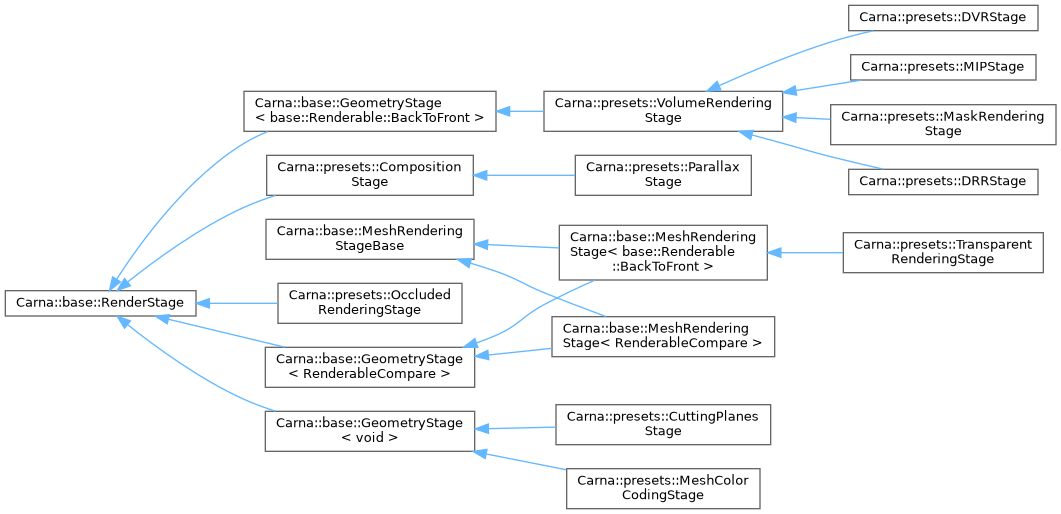 Carna::presets::DVRStage
Carna::presets::MIPStage
Carna::base::GeometryStage
< base::Renderable::BackToFront >
Carna::presets::VolumeRendering
Stage
Carna::presets::MaskRendering
Stage
Carna::presets::DRRStage
Carna::presets::Composition
Stage
Carna::presets::Parallax
Stage
Carna::base::MeshRendering
StageBase
Carna::base::MeshRendering
Stage< base::Renderable
::BackToFront >
Carna::presets::Transparent
RenderingStage
Carna::base::RenderStage
Carna::presets::Occluded
RenderingStage
Carna::base::MeshRendering
Stage< RenderableCompare >
Carna::base::GeometryStage
< RenderableCompare >
Carna::base::GeometryStage
< void >
Carna::presets::CuttingPlanes
Stage
Carna::presets::MeshColor
CodingStage